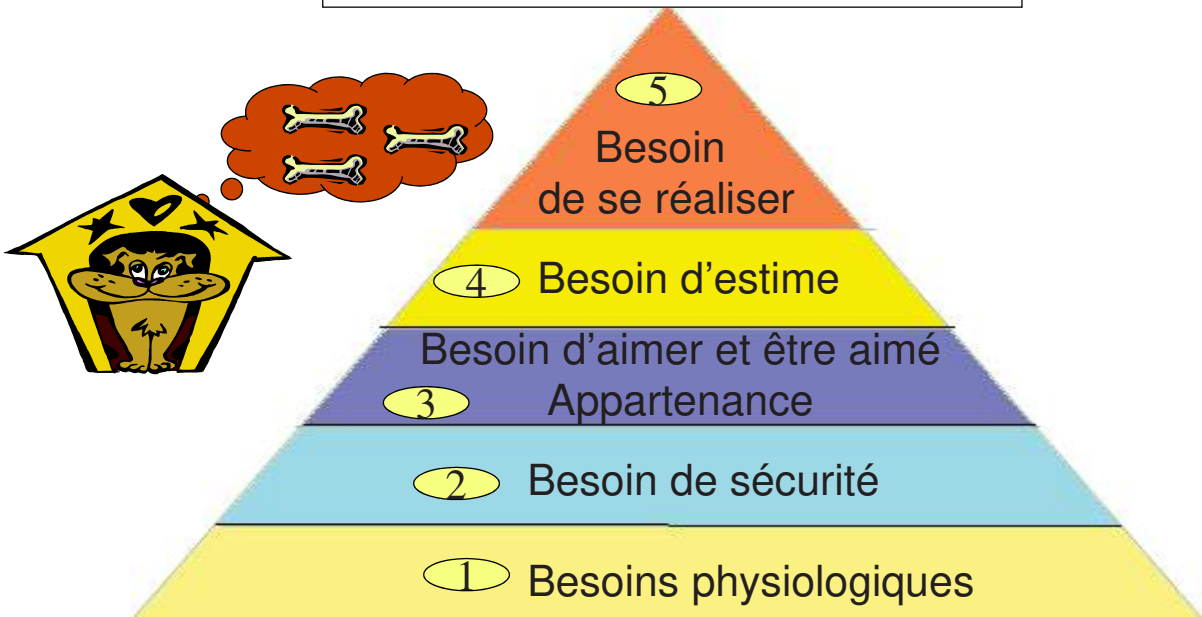 5
Besoin
de se réaliser
4 Besoin d'estime
Besoin d'aimer et être aimé
3 Appartenance
2 Besoin de sécurité
1 Besoins physiologiques